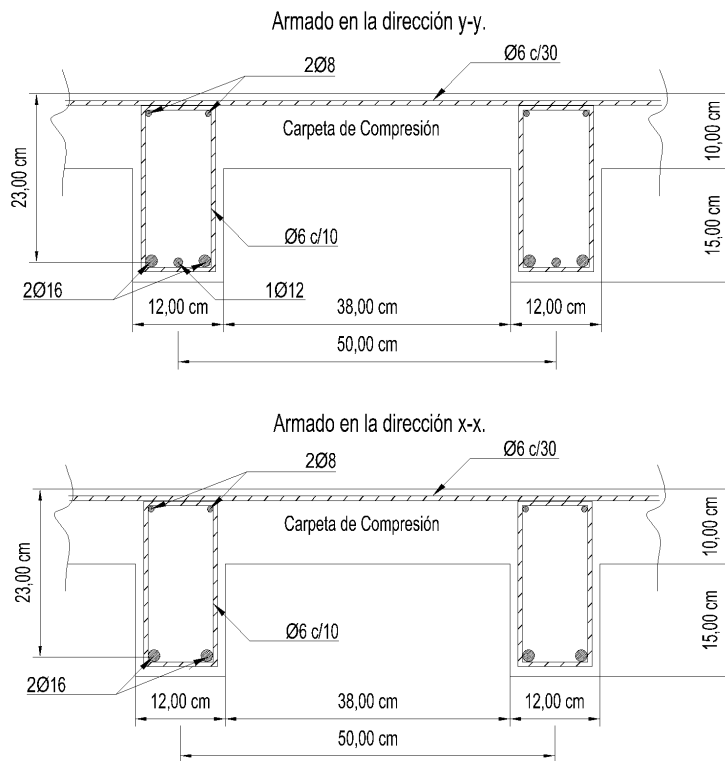 Armado en la dirección y-y.
2Ø8
Ø6 c/30
Carpeta de Compresión
10,00 cm
23,00 cm
15,00 cm
Ø6 c/10
2Ø16
1Ø12
12,00 cm
38,00 cm
12,00 cm
50,00 cm
Armado en la dirección x-x.
2Ø8
Ø6 c/30
Carpeta de Compresión
10,00 cm
23,00 cm
15,00 cm
Ø6 c/10
2Ø16
12,00 cm
38,00 cm
12,00 cm
50,00 cm